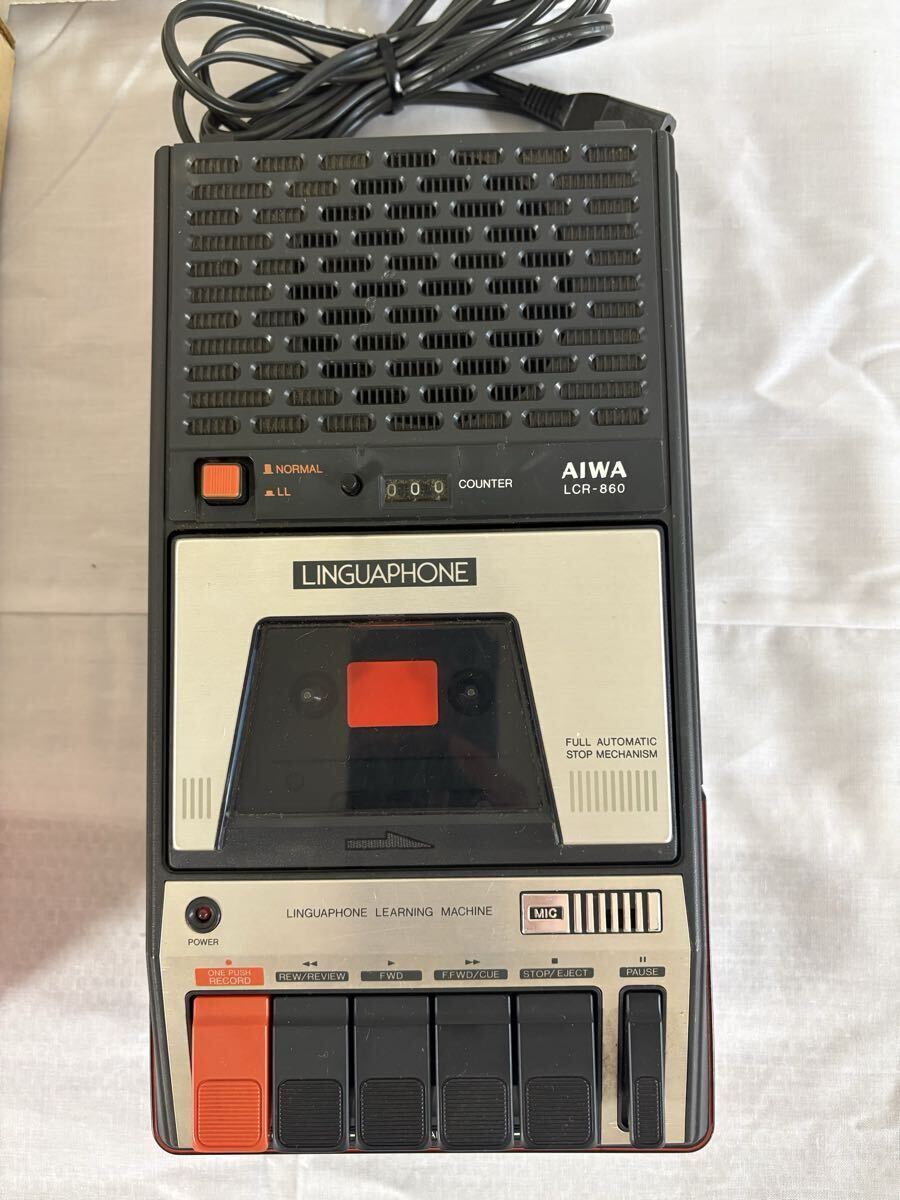 NORMAL
LL
000
COUNTER
AIWA
LCR-860
LINGUAPHONE
FULL AUTOMATIC
STOP MECHANISM
POWER
LINGUAPHONE LEARNING MACHINE
MIC
ONE PUSH
RECORD
REW/REVIEW
FWD
F.FWD/CUE
STOP/EJECT
PAUSE